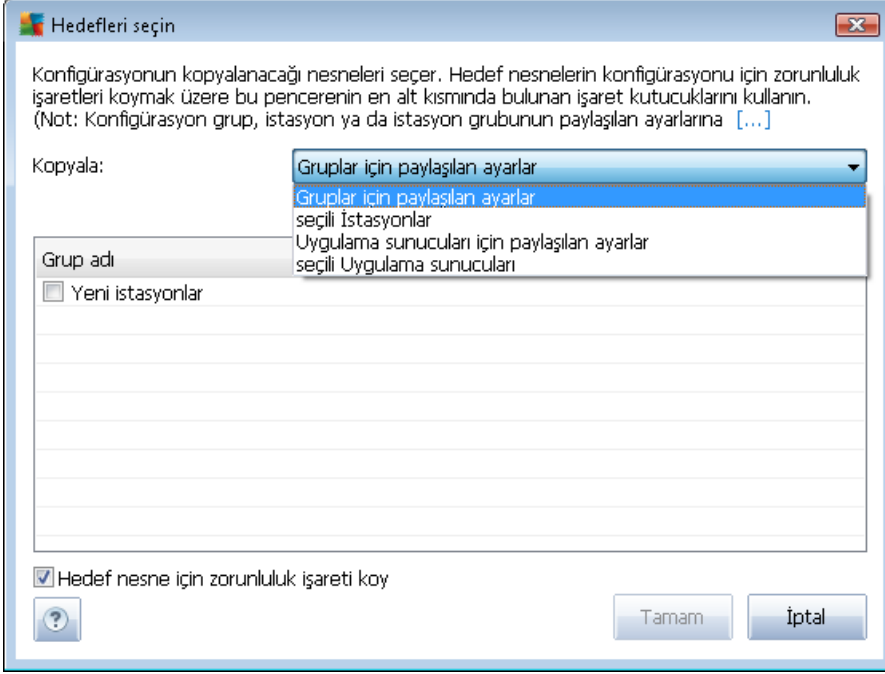 Hedefleri seçin
Konfigürasyonun kopyalanacağı nesneleri seçer. Hedef nesnelerin konfigürasyonu için zorunluluk
işaretleri koymak üzere bu pencerenin en alt kısmında bulunan işaret kutucuklarını kullanın.
(Not: Konfigürasyon grup, istasyon ya da istasyon grubunun paylaşılan ayarlarına [...]
Kopyala:
Gruplar için paylaşılan ayarlar
Gruplar için paylaşılan ayarlar
seçili İstasyonlar
Uygulama sunucuları için paylaşılan ayarlar
seçili Uygulama sunucuları
Grup adı
Yeni istasyonlar
Hedef nesne için zorunluluk işareti koy
?
Tamam
İptal